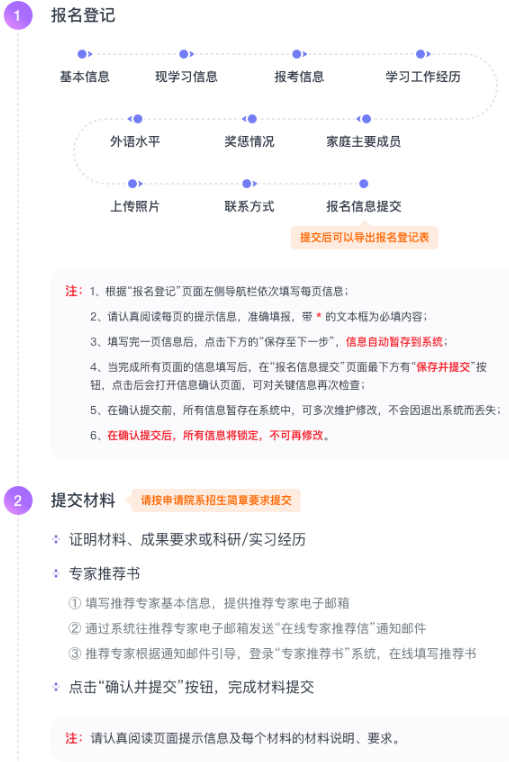 1 报名登记
基本信息 现学习信息 报考信息 学习工作经历
外语水平 奖惩情况 家庭主要成员
上传照片 联系方式 报名信息提交
提交后可以导出报名登记表
注：1、根据“报名登记”页面左侧导航栏依次填写每页信息；
2、请认真阅读每页的提示信息，准确填报，带 * 的文本框为必填内容；
3、填写完一页信息后，点击下方的“保存至下一步”，信息自动暂存到系统；
4、当完成所有页面的信息填写后，在“报名信息提交”页面最下方有“保存并提交”按
钮，点击后会打开信息确认页面，可对关键信息再次检查；
5、在确认提交前，所有信息暂存在系统中，可多次维护修改，不会因退出系统而丢失；
6、在确认提交后，所有信息将锁定，不可再修改。
2 提交材料 请按申请院系招生简章要求提交
证明材料、成果要求或科研/实习经历
专家推荐书
① 填写推荐专家基本信息，提供推荐专家电子邮箱
② 通过系统往推荐专家电子邮箱发送“在线专家推荐信”通知邮件
③ 推荐专家根据通知邮件引导，登录“专家推荐书”系统，在线填写推荐书
点击“确认并提交”按钮，完成材料提交
注：请认真阅读页面提示信息及每个材料的材料说明、要求。